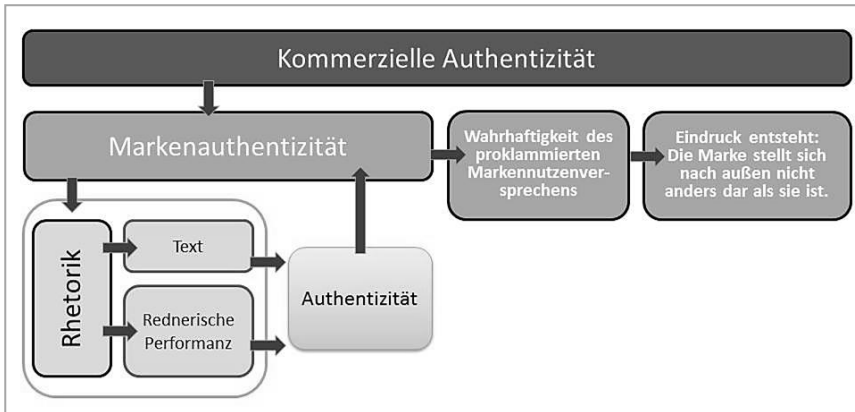 Kommerzielle Authentizität
Markenauthentizität
Wahrhaftigkeit des
proklammierten
Markennutzenver-
sprechens
Eindruck entsteht:
Die Marke stellt sich
nach außen nicht
anders dar als sie ist.
Rhetorik
Text
Rednerische
Performanz
Authentizität